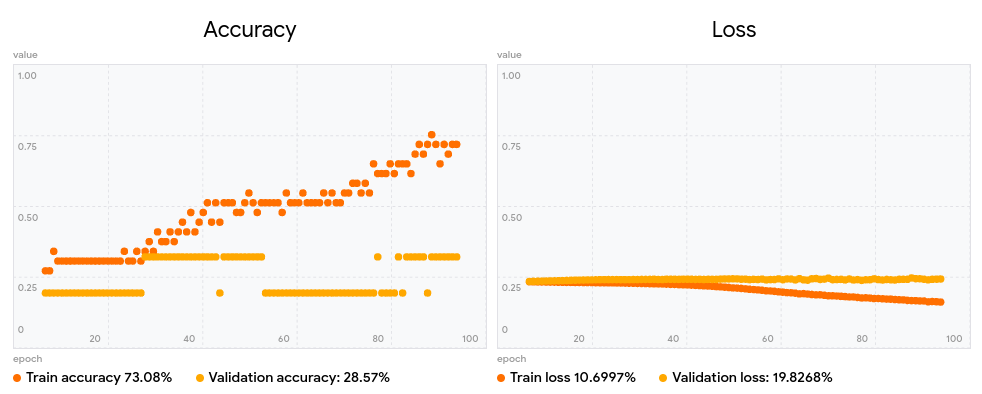 Accuracy
value
1.00
0.75
0.50
0.25
0
20 40 60 80 100
epoch
Train accuracy 73.08% Validation accuracy: 28.57%
Loss
value
1.00
0.75
0.50
0.25
0
20 40 60 80 100
epoch
Train loss 10.6997% Validation loss: 19.8268%